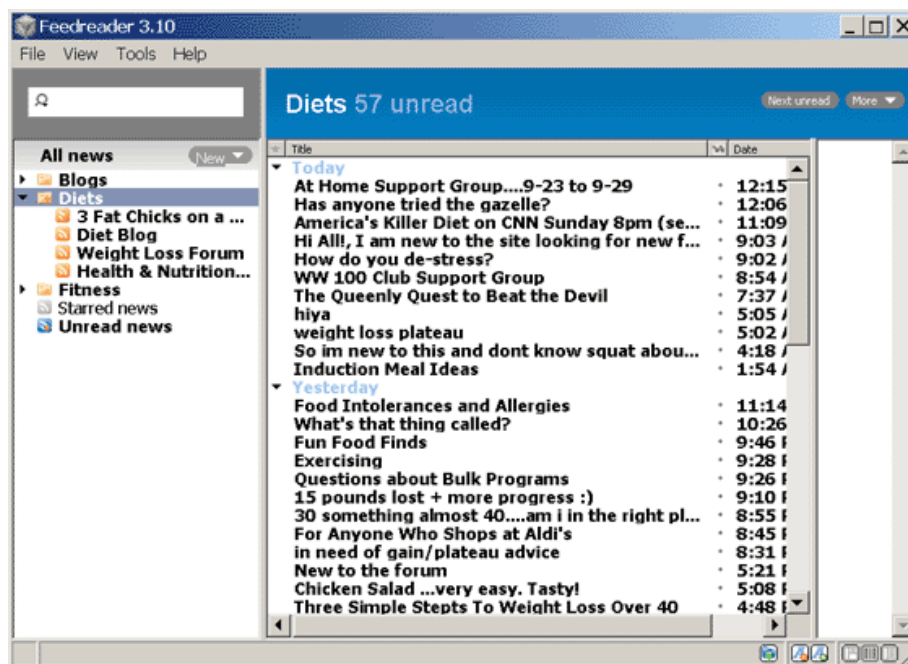 Feedreader 3.10
File View Tools Help
Diets 57 unread
Next unread More
All news New
Blogs
Diets
3 Fat Chicks on a ...
Diet Blog
Weight Loss Forum
Health & Nutrition...
Fitness
Starred news
Unread news
Title Date
Today
At Home Support Group....9-23 to 9-29 12:15
Has anyone tried the gazelle? 12:06
America's Killer Diet on CNN Sunday 8pm (se... 11:09
Hi All!, I am new to the site looking for new f... 9:03 A
How do you de-stress? 9:02 A
WW 100 Club Support Group 8:54 A
The Queenly Quest to Beat the Devil 7:37 A
hiya 5:05 A
weight loss plateau 5:02 A
So im new to this and dont know squat abou... 4:18 A
Induction Meal Ideas 1:54 A
Yesterday
Food Intolerances and Allergies 11:14
What's that thing called? 10:26
Fun Food Finds 9:46 P
Exercising 9:28 P
Questions about Bulk Programs 9:26 P
15 pounds lost + more progress :) 9:10 P
30 something almost 40....am i in the right pl... 8:55 P
For Anyone Who Shops at Aldi's 8:45 P
in need of gain/plateau advice 8:31 P
New to the forum 5:21 P
Chicken Salad ...very easy. Tasty! 5:08 P
Three Simple Stepts To Weight Loss Over 40 4:48 P